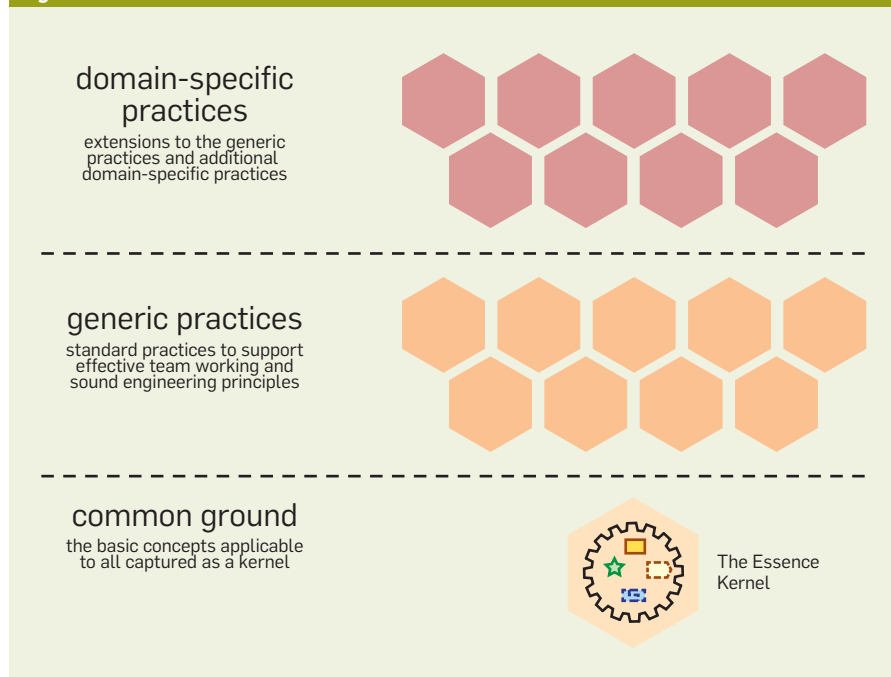 domain-specific
practices
extensions to the generic
practices and additional
domain-specific practices
generic practices
standard practices to support
effective team working and
sound engineering principles
common ground
the basic concepts applicable
to all captured as a kernel
The Essence
Kernel